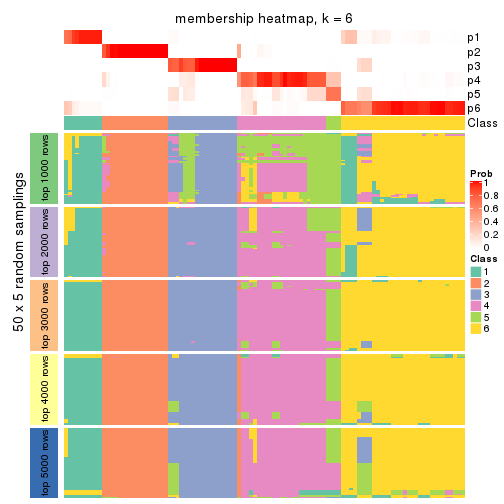 membership heatmap, k = 6
p1
p2
p3
p4
p5
p6
Class
50 x 5 random samplings
top 1000 rows
top 2000 rows
top 3000 rows
top 4000 rows
top 5000 rows
Prob
1
0.8
0.6
0.4
0.2
0
Class
1
2
3
4
5
6